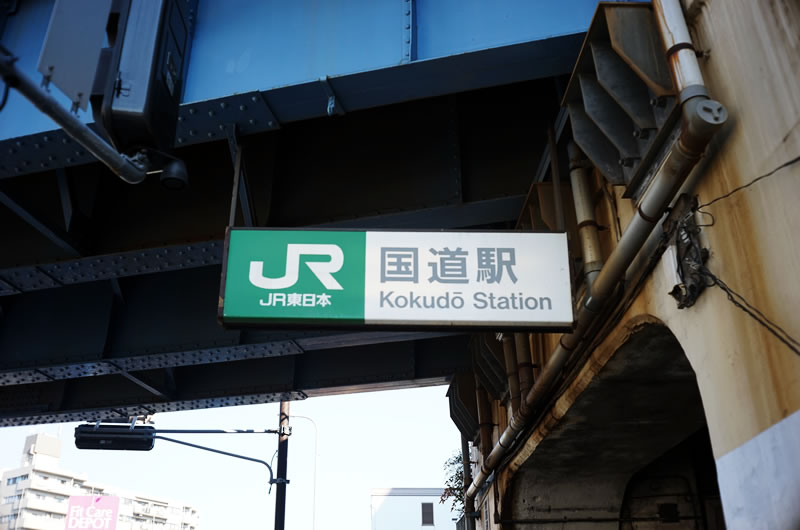 JR
JR東日本
国道駅
Kokudō Station
Fit Care
DEPOT